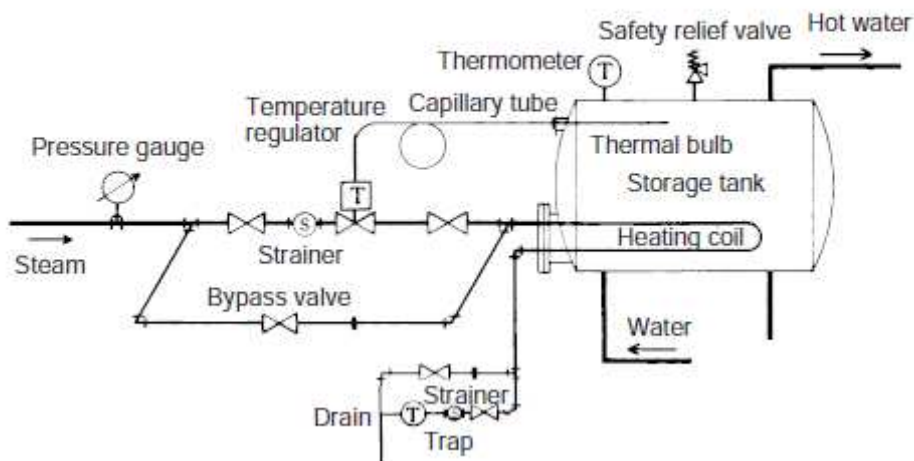 Hot water
Safety relief valve
Thermometer
T
Capillary tube
Temperature
regulator
Pressure gauge
Thermal bulb
Storage tank
T
S
Heating coil
Strainer
Steam
Bypass valve
Water
Strainer
Drain
T
S
Trap